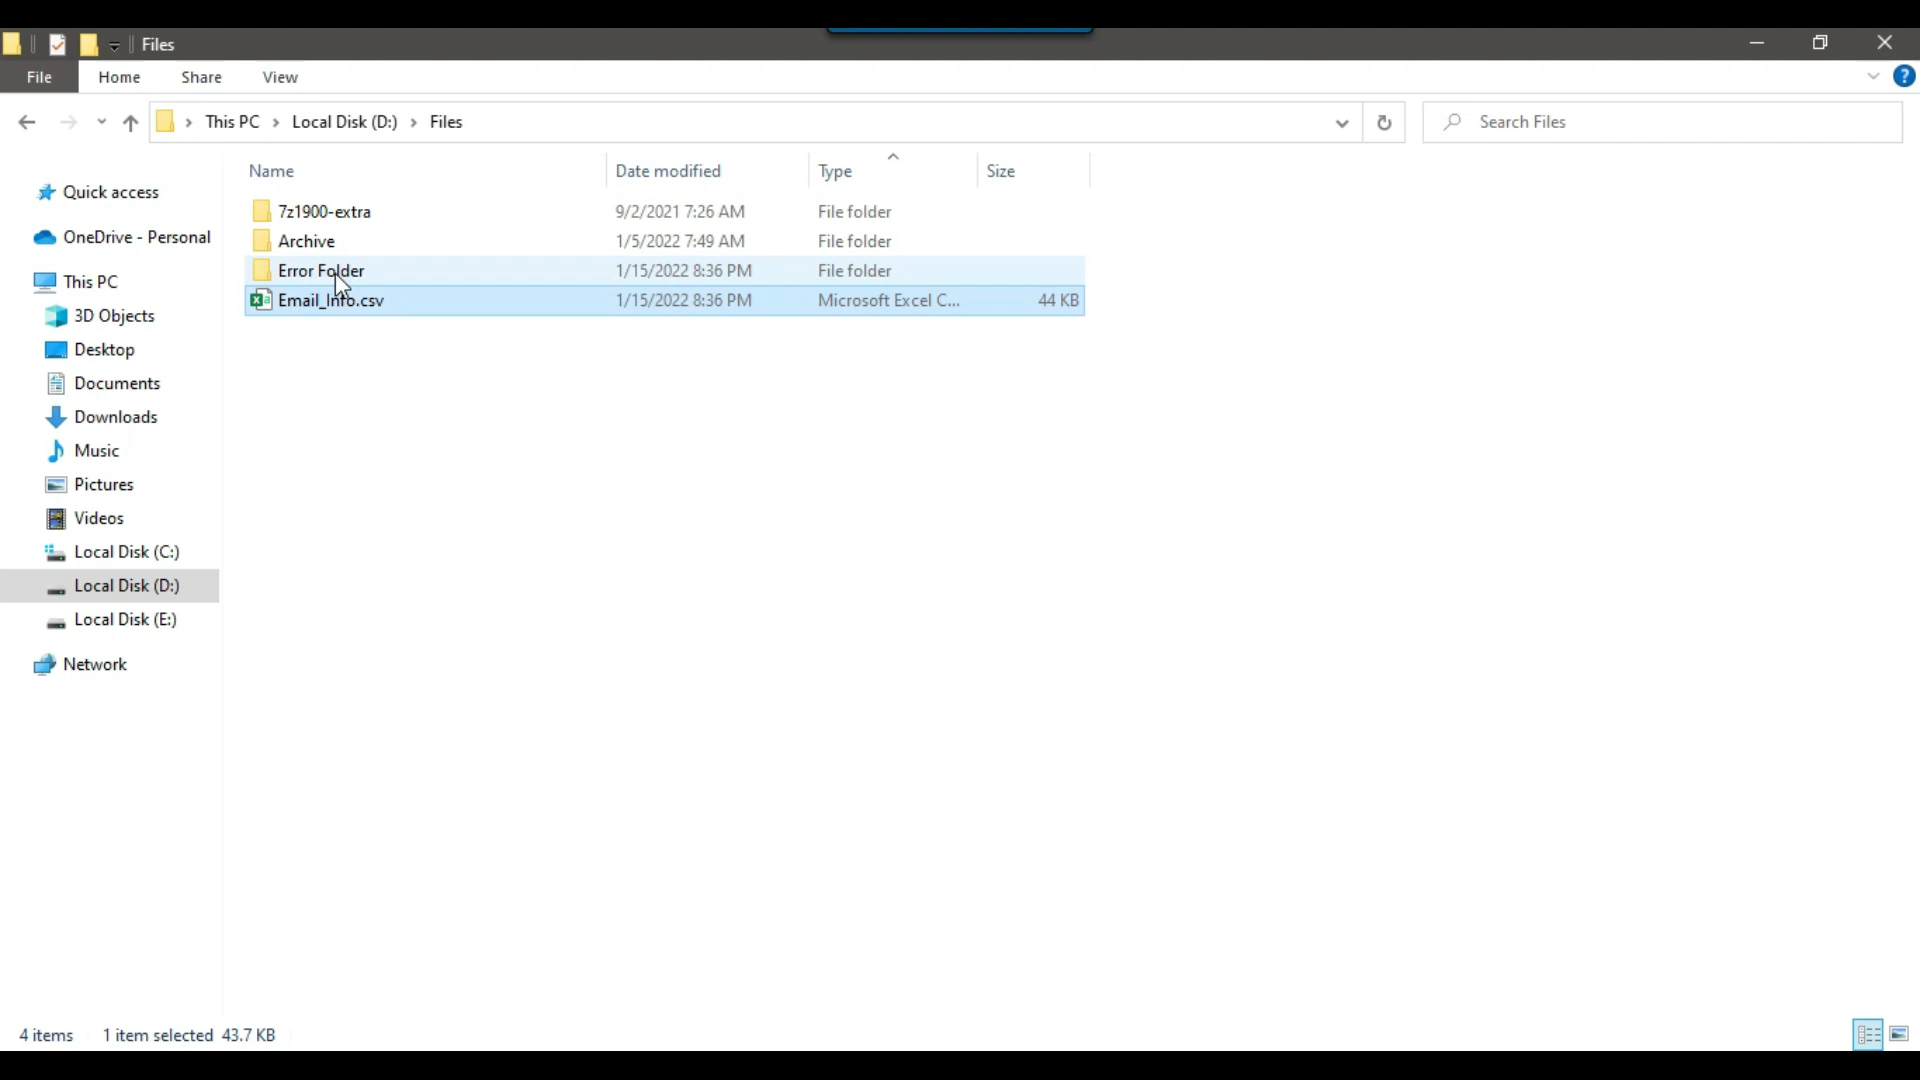 Files
File Home Share View
This PC > Local Disk (D:) > Files
Search Files
Name Date modified Type Size
7z1900-extra 9/2/2021 7:26 AM File folder
Archive 1/5/2022 7:49 AM File folder
Error Folder 1/15/2022 8:36 PM File folder
Email_Info.csv 1/15/2022 8:36 PM Microsoft Excel C... 44 KB
Quick access
OneDrive - Personal
This PC
3D Objects
Desktop
Documents
Downloads
Music
Pictures
Videos
Local Disk (C:)
Local Disk (D:)
Local Disk (E:)
Network
4 items 1 item selected 43.7 KB